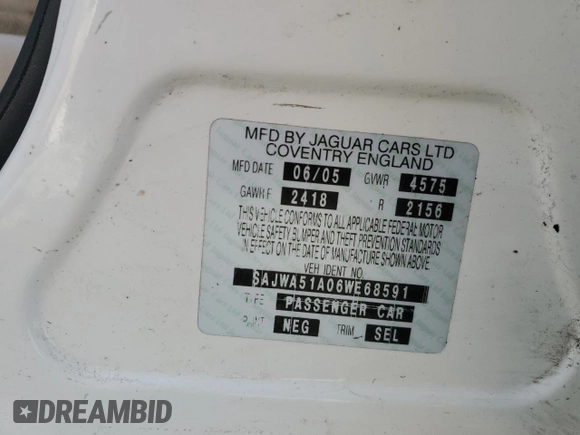 MFD BY JAGUAR CARS LTD
COVENTRY ENGLAND
MFD DATE 06/05 GVWR 4575
GAWR F 2418 R 2156
THIS VEHICLE CONFORMS TO ALL APPLICABLE FEDERAL MOTOR
VEHICLE SAFETY, BUMPER AND THEFT PREVENTION STANDARDS
IN EFFECT ON THE DATE OF MANUFACTURE SHOWN ABOVE.
VEH IDENT NO.
SAJWA51A06WE68591
TYPE PASSENGER CAR
PAINT NEG TRIM SEL
DREAMBID